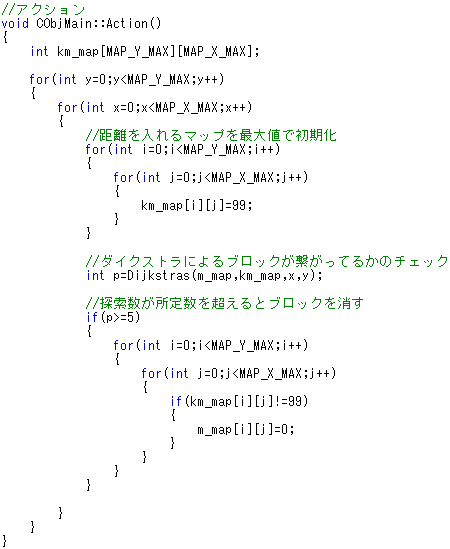 //アクション
void CObjMain::Action()
{
    int km_map[MAP_Y_MAX][MAP_X_MAX];
    for(int y=0;y<MAP_Y_MAX;y++)
    {
        for(int x=0;x<MAP_X_MAX;x++)
        {
            //距離を入れるマップを最大値で初期化
            for(int i=0;i<MAP_Y_MAX;i++)
            {
                for(int j=0;j<MAP_X_MAX;j++)
                {
                    km_map[i][j]=99;
                }
            }
            //ダイクストラによるブロックが繋がってるかのチェック
            int p=Dijkstras(m_map,km_map,x,y);
            //探索数が所定数を超えるとブロックを消す
            if(p>=5)
            {
                for(int i=0;i<MAP_Y_MAX;i++)
                {
                    for(int j=0;j<MAP_X_MAX;j++)
                    {
                        if(km_map[i][j]!=99)
                        {
                            m_map[i][j]=0;
                        }
                    }
                }
            }
        }
    }
}